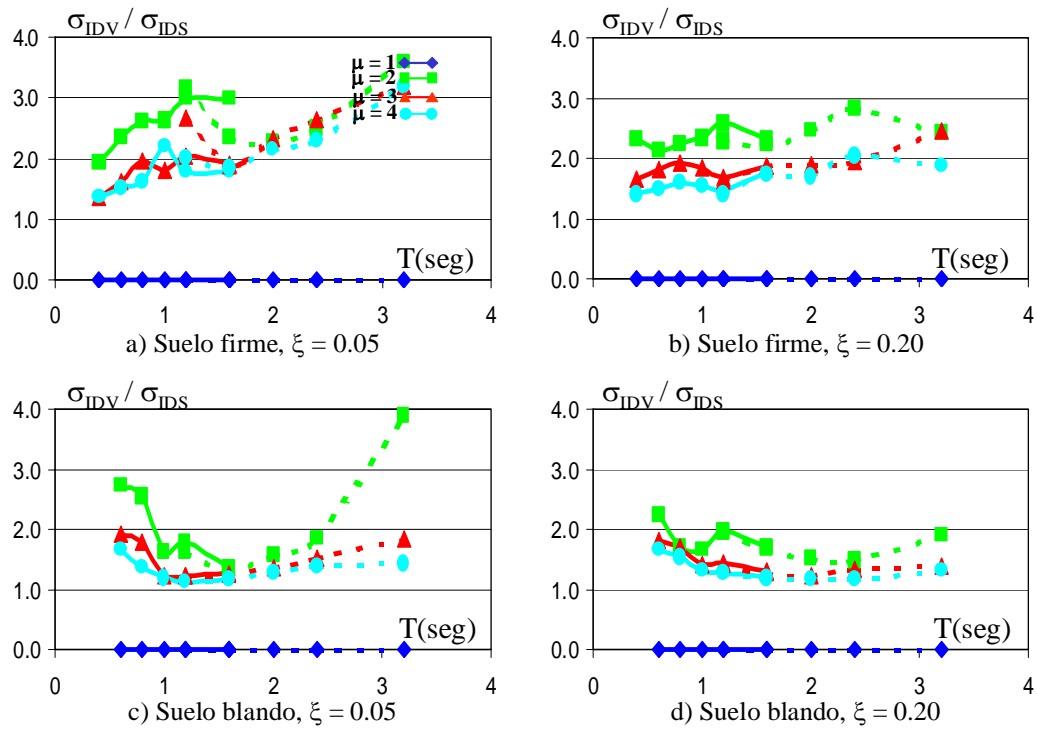 σIDV / σIDS
4.0
3.0
2.0
1.0
0.0
μ = 1
μ = 2
μ = 3
μ = 4
T(seg)
0 1 2 3 4
a) Suelo firme, ξ = 0.05
σIDV / σIDS
4.0
3.0
2.0
1.0
0.0
T(seg)
0 1 2 3 4
b) Suelo firme, ξ = 0.20
σIDV / σIDS
4.0
3.0
2.0
1.0
0.0
T(seg)
0 1 2 3 4
c) Suelo blando, ξ = 0.05
σIDV / σIDS
4.0
3.0
2.0
1.0
0.0
T(seg)
0 1 2 3 4
d) Suelo blando, ξ = 0.20